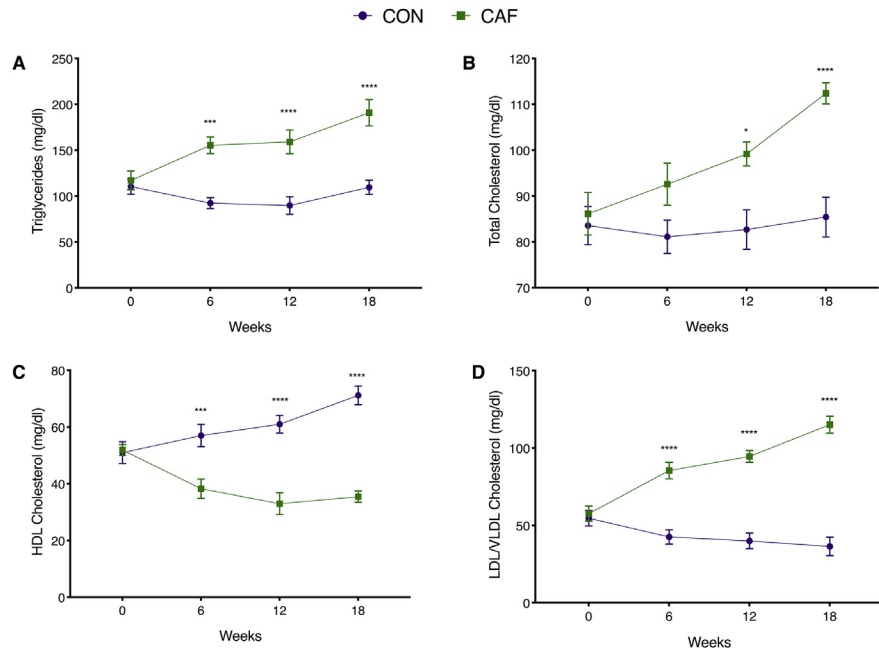 CON CAF
A
Triglycerides (mg/dl)
250
200
150
100
50
0
***
****
****
0 6 12 18
Weeks
B
Total Cholesterol (mg/dl)
120
110
100
90
80
70
*
****
0 6 12 18
Weeks
C
HDL Cholesterol (mg/dl)
80
60
40
20
0
***
****
****
0 6 12 18
Weeks
D
LDL/VLDL Cholesterol (mg/dl)
150
100
50
0
****
****
****
0 6 12 18
Weeks